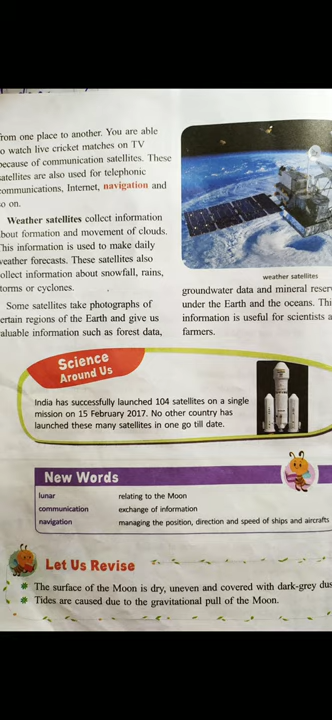 from one place to another. You are able
to watch live cricket matches on TV
because of communication satellites. These
satellites are also used for telephonic
communications, Internet, navigation and
so on.
Weather satellites collect information
about formation and movement of clouds.
This information is used to make daily
weather forecasts. These satellites also
collect information about snowfall, rains,
storms or cyclones.
Some satellites take photographs of
certain regions of the Earth and give us
valuable information such as forest data,
weather satellites
groundwater data and mineral reser
under the Earth and the oceans. Thi
information is useful for scientists a
farmers.
Science
Around Us
India has successfully launched 104 satellites on a single
mission on 15 February 2017. No other country has
launched these many satellites in one go till date.
New Words
lunar relating to the Moon
communication exchange of information
navigation managing the position, direction and speed of ships and aircrafts
Let Us Revise
The surface of the Moon is dry, uneven and covered with dark-grey dus
Tides are caused due to the gravitational pull of the Moon.